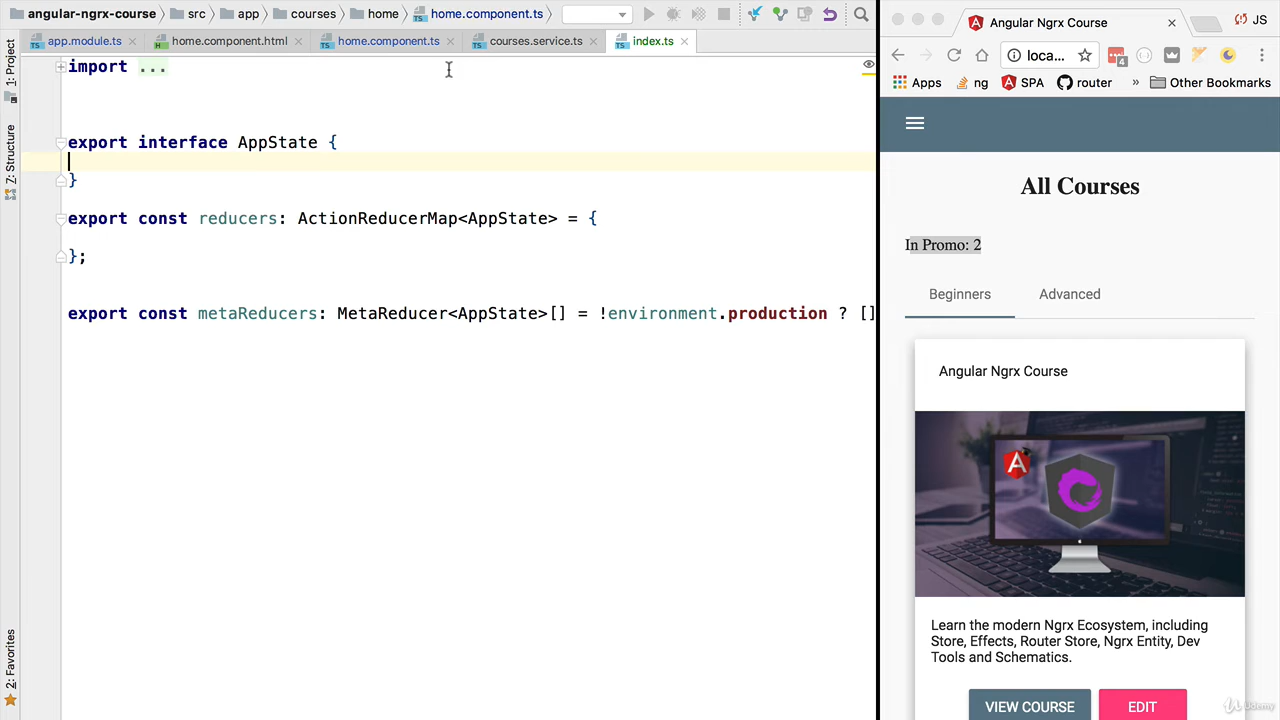 angular-ngrx-course src app courses home home.component.ts
app.module.ts home.component.html home.component.ts courses.service.ts index.ts
1: Project
Z: Structure
2: Favorites
import ...
export interface AppState {
}
export const reducers: ActionReducerMap<AppState> = {
};
export const metaReducers: MetaReducer<AppState>[] = !environment.production ? []
Angular Ngrx Course
JS
loca...
4
Apps ng SPA router » Other Bookmarks
All Courses
In Promo: 2
Beginners Advanced
Angular Ngrx Course
Learn the modern Ngrx Ecosystem, including
Store, Effects, Router Store, Ngrx Entity, Dev
Tools and Schematics.
VIEW COURSE EDIT
Udemy